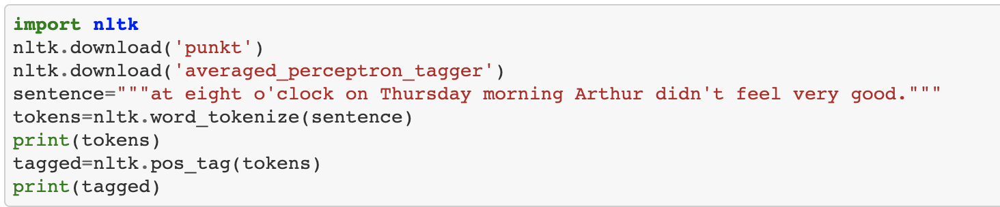 import nltk
nltk.download('punkt')
nltk.download('averaged_perceptron_tagger')
sentence="""at eight o'clock on Thursday morning Arthur didn't feel very good."""
tokens=nltk.word_tokenize(sentence)
print(tokens)
tagged=nltk.pos_tag(tokens)
print(tagged)